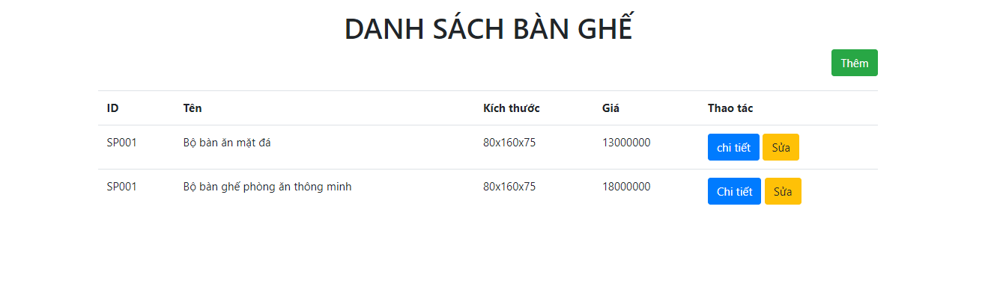 DANH SÁCH BÀN GHẾ
Thêm
ID Tên Kích thước Giá Thao tác
SP001 Bộ bàn ăn mặt đá 80x160x75 13000000 chi tiết Sửa
SP001 Bộ bàn ghế phòng ăn thông minh 80x160x75 18000000 Chi tiết Sửa